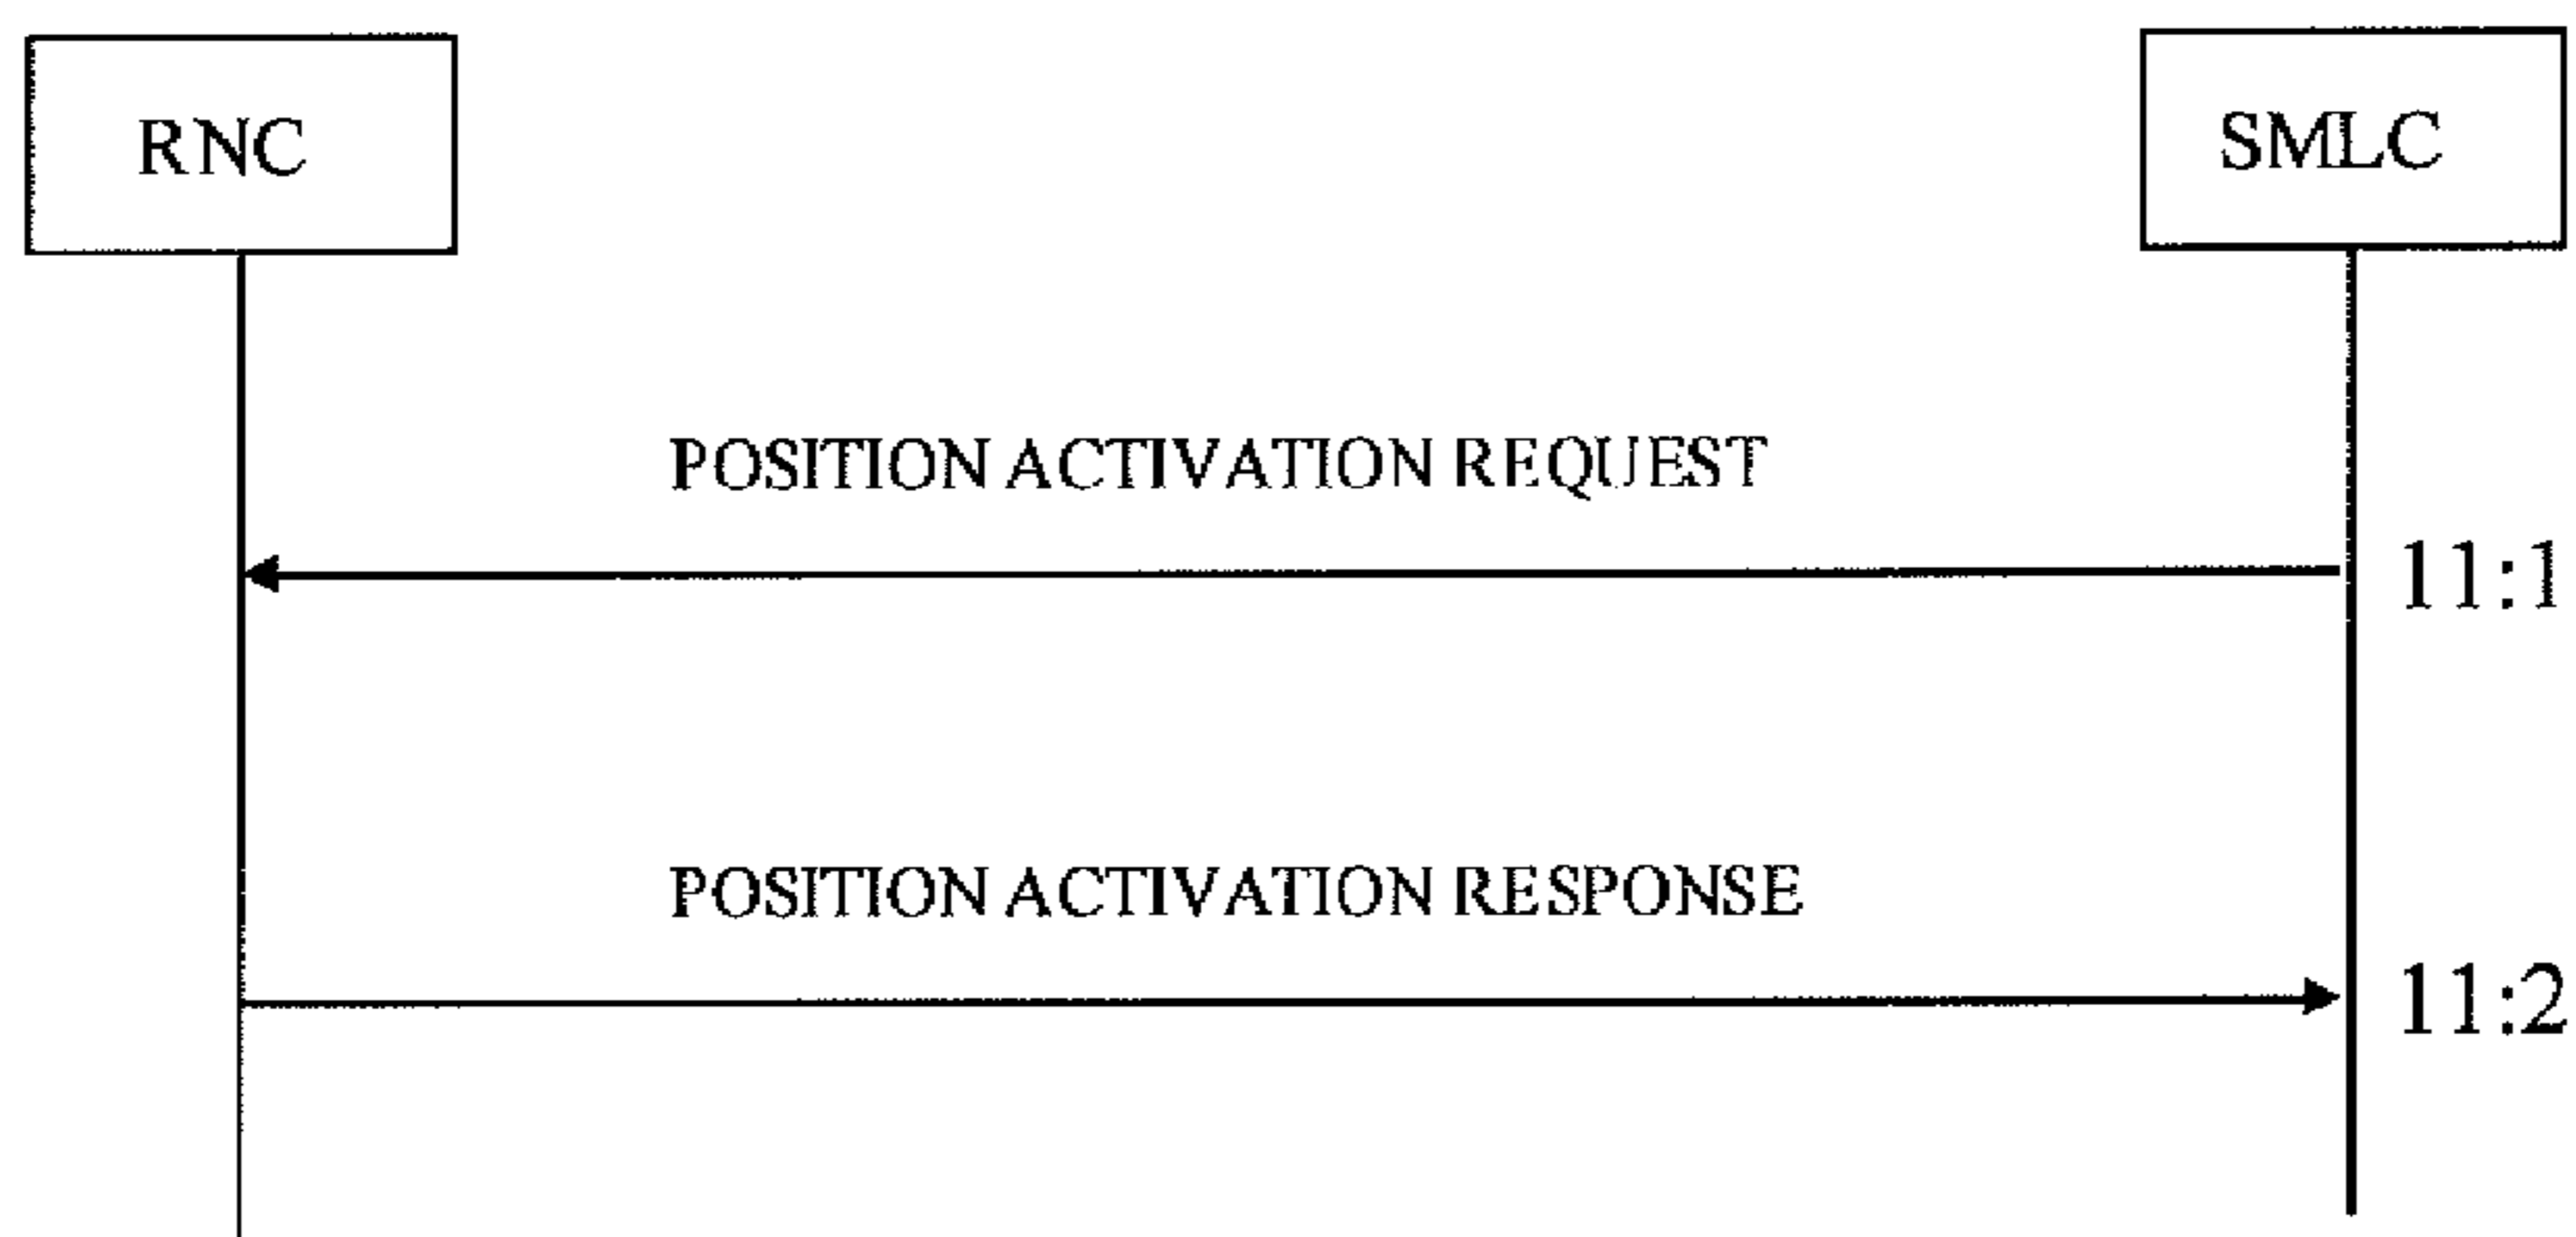 RNC
SMLC
POSITION ACTIVATION REQUEST
11:1
POSITION ACTIVATION RESPONSE
11:2